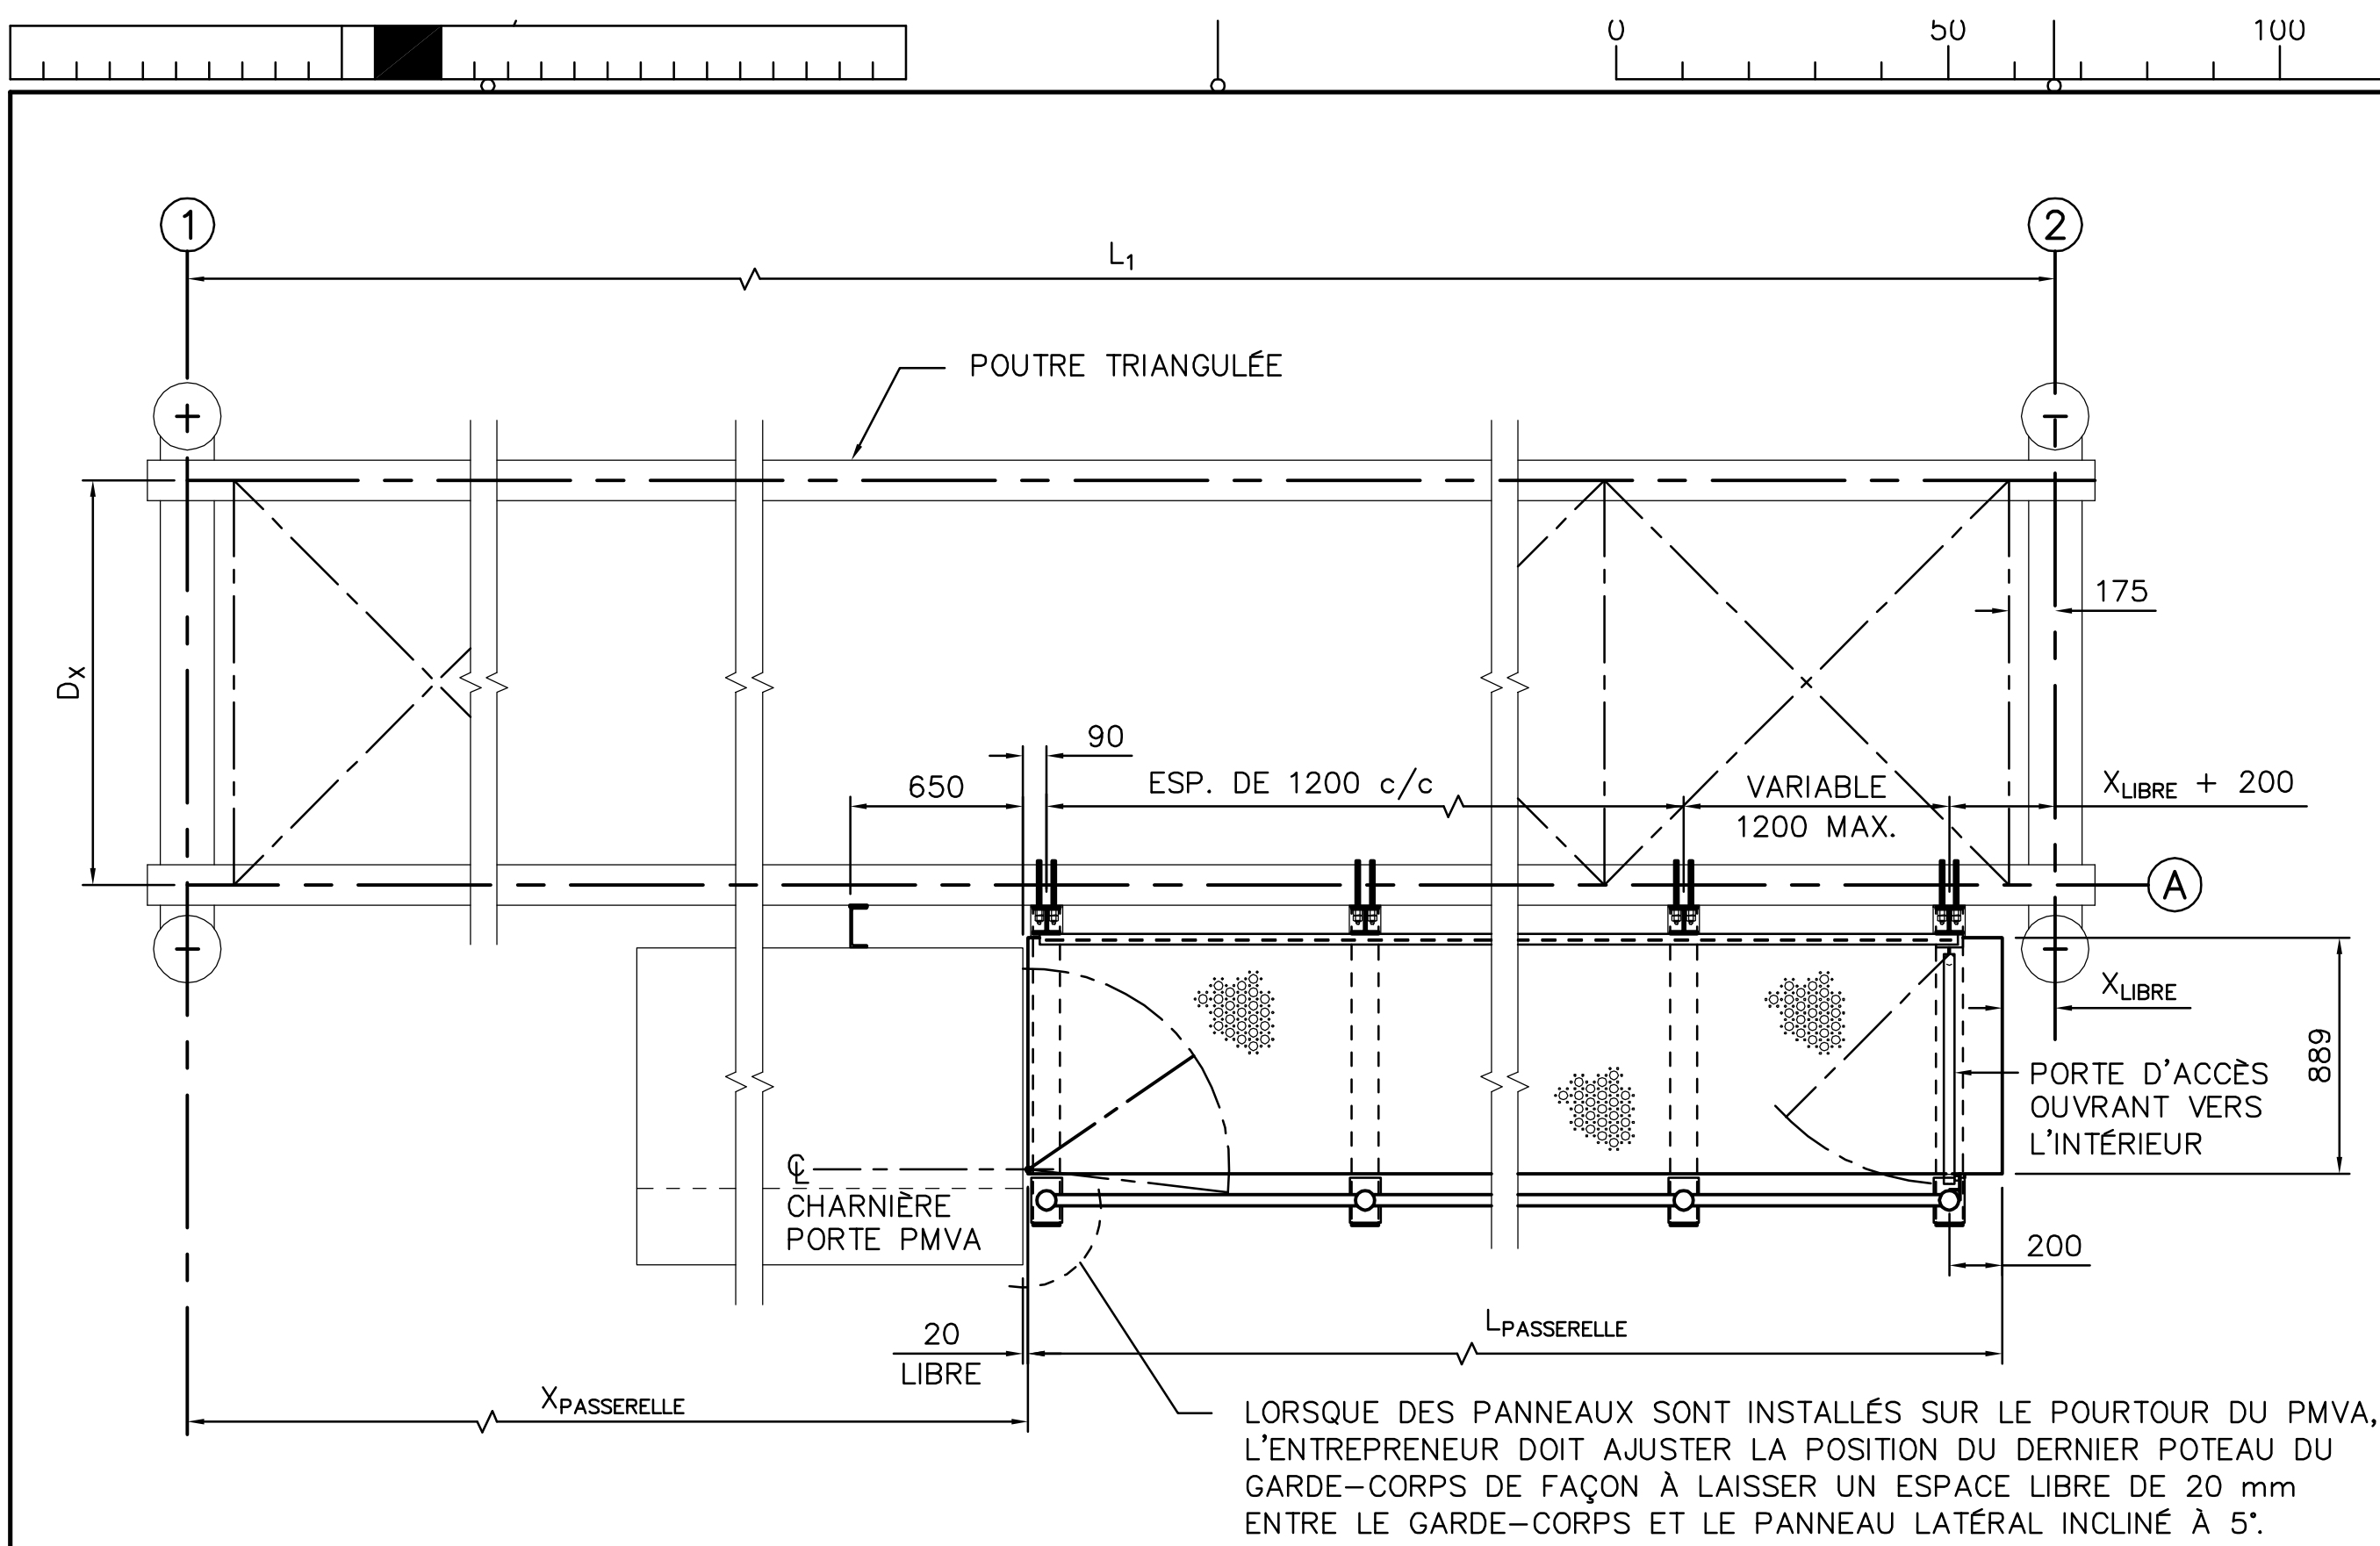 0 50 100
1 2
L1
POUTRE TRIANGULÉE
175
DX
90
650
ESP. DE 1200 c/c
VARIABLE
1200 MAX.
XLIBRE + 200
A
XLIBRE
889
PORTE D'ACCÈS
OUVRANT VERS
L'INTÉRIEUR
℄
CHARNIÈRE
PORTE PMVA
200
20
LIBRE
LPASSERELLE
XPASSERELLE
LORSQUE DES PANNEAUX SONT INSTALLÉS SUR LE POURTOUR DU PMVA,
L'ENTREPRENEUR DOIT AJUSTER LA POSITION DU DERNIER POTEAU DU
GARDE-CORPS DE FAÇON À LAISSER UN ESPACE LIBRE DE 20 mm
ENTRE LE GARDE-CORPS ET LE PANNEAU LATÉRAL INCLINÉ À 5°.